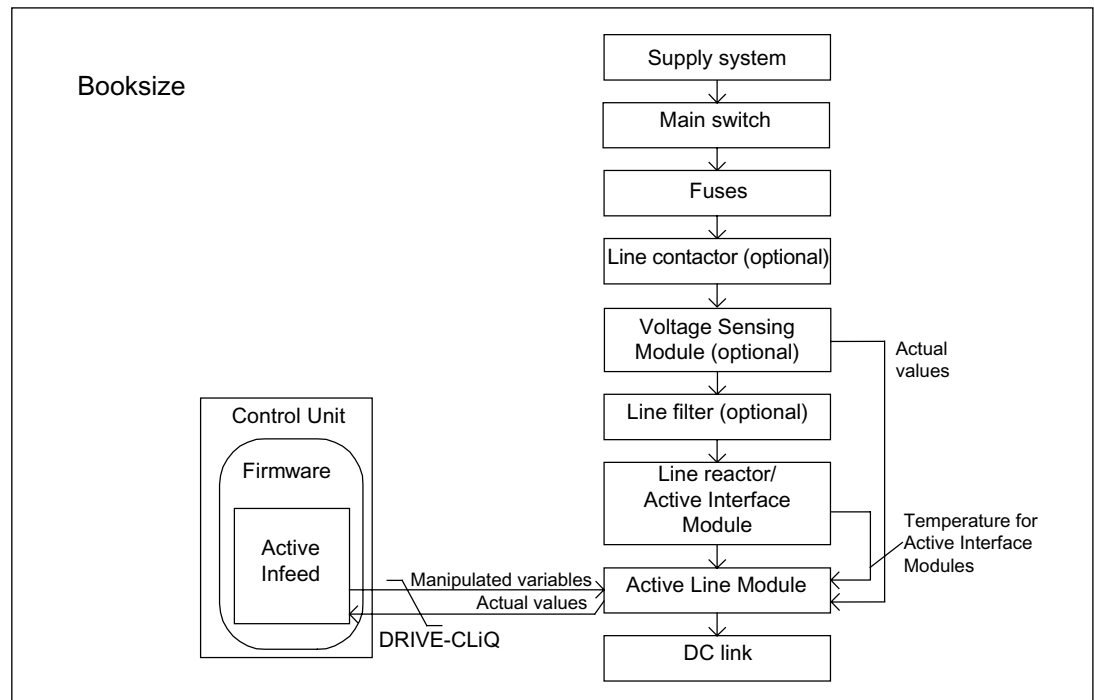 Booksize
Supply system
Main switch
Fuses
Line contactor (optional)
Voltage Sensing
Module (optional)
Actual
values
Line filter (optional)
Control Unit
Firmware
Active
Infeed
Line reactor/
Active Interface
Module
Temperature for
Active Interface
Modules
Manipulated variables
Actual values
DRIVE-CLiQ
Active Line Module
DC link